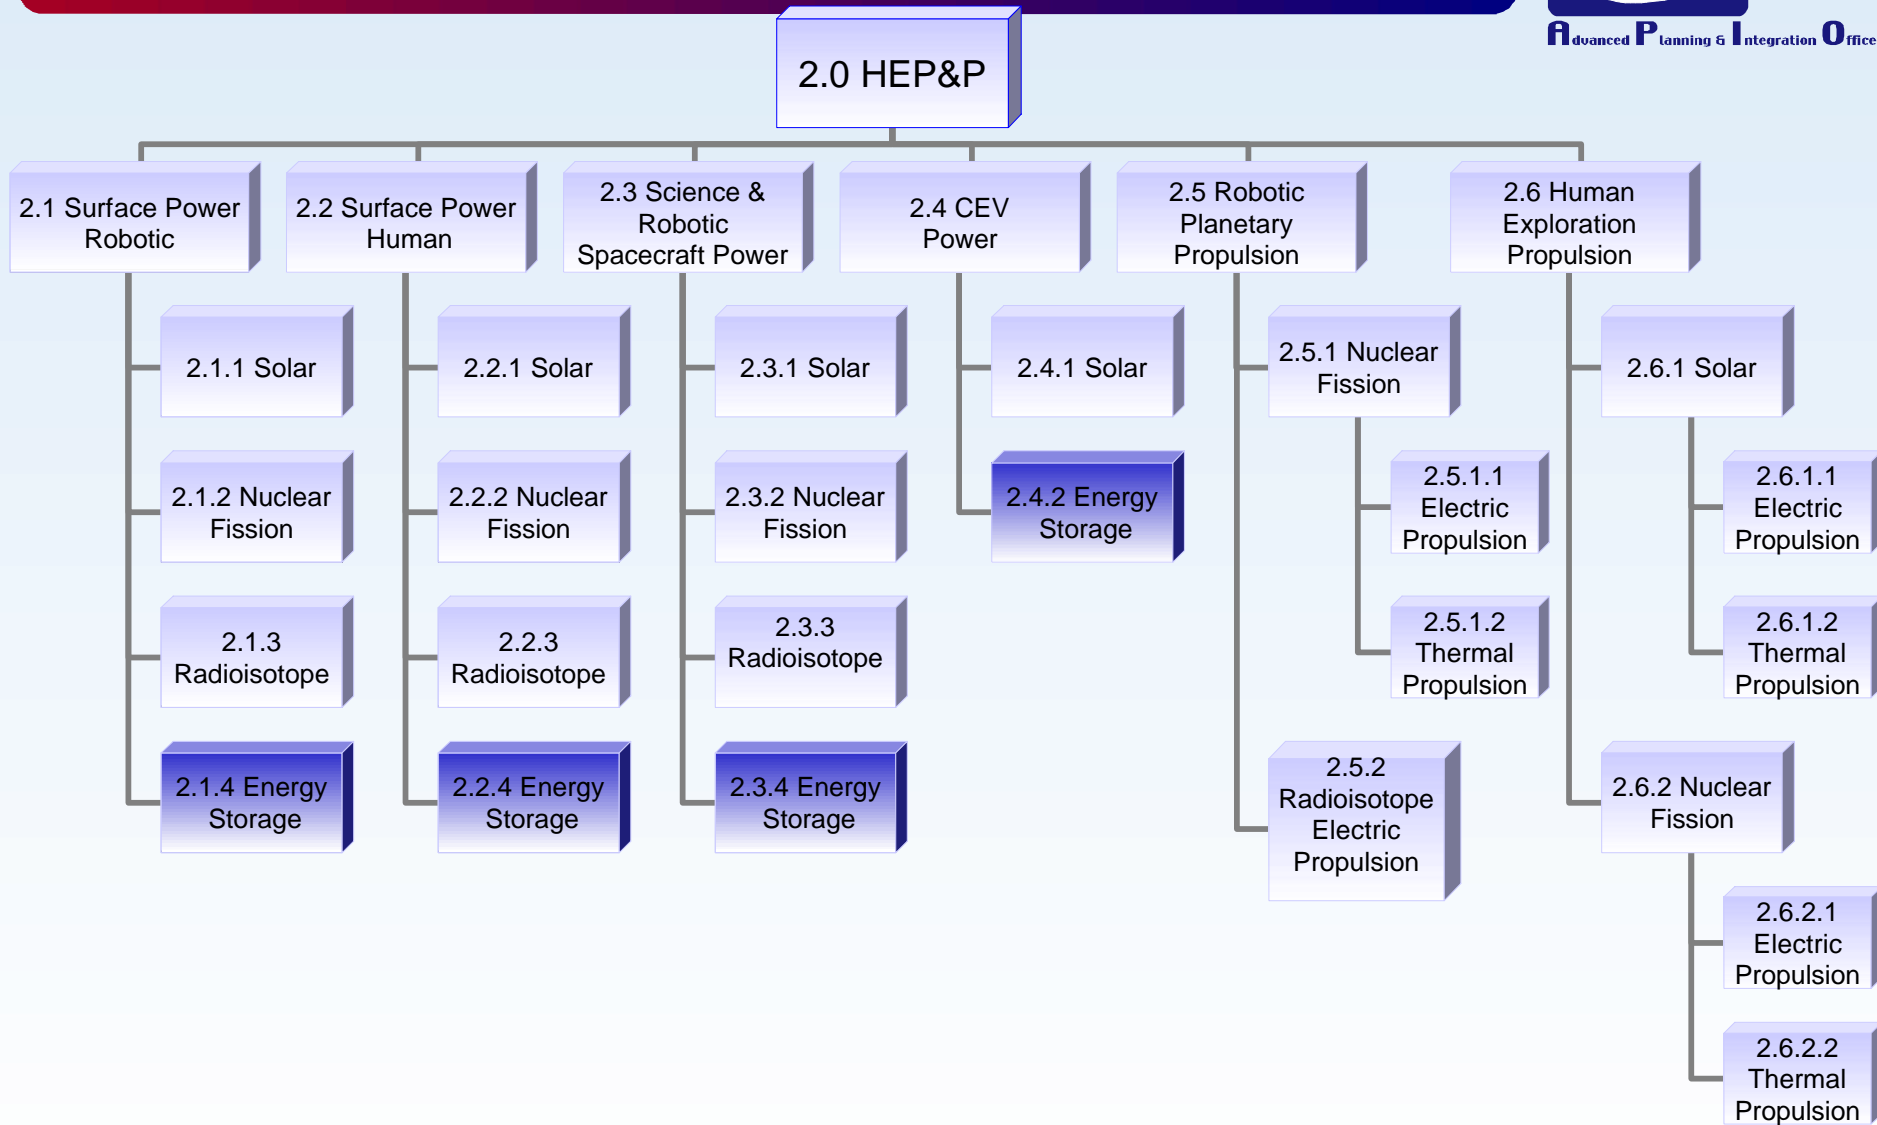 Advanced Planning & Integration Office
2.0 HEP&P
2.1 Surface Power
Robotic
2.2 Surface Power
Human
2.3 Science &
Robotic
Spacecraft Power
2.4 CEV
Power
2.5 Robotic
Planetary
Propulsion
2.6 Human
Exploration
Propulsion
2.1.1 Solar
2.2.1 Solar
2.3.1 Solar
2.4.1 Solar
2.5.1 Nuclear
Fission
2.6.1 Solar
2.1.2 Nuclear
Fission
2.2.2 Nuclear
Fission
2.3.2 Nuclear
Fission
2.4.2 Energy
Storage
2.5.1.1
Electric
Propulsion
2.6.1.1
Electric
Propulsion
2.1.3
Radioisotope
2.2.3
Radioisotope
2.3.3
Radioisotope
2.5.1.2
Thermal
Propulsion
2.6.1.2
Thermal
Propulsion
2.1.4 Energy
Storage
2.2.4 Energy
Storage
2.3.4 Energy
Storage
2.5.2
Radioisotope
Electric
Propulsion
2.6.2 Nuclear
Fission
2.6.2.1
Electric
Propulsion
2.6.2.2
Thermal
Propulsion